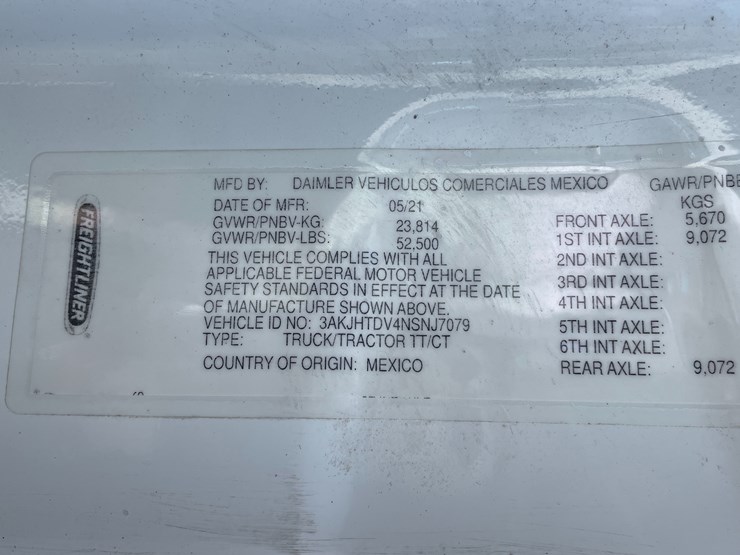 FREIGHTLINER
MFD BY: DAIMLER VEHICULOS COMERCIALES MEXICO GAWR/PNBE
DATE OF MFR: 05/21 KGS
GVWR/PNBV-KG: 23,814 FRONT AXLE: 5,670
GVWR/PNBV-LBS: 52,500 1ST INT AXLE: 9,072
THIS VEHICLE COMPLIES WITH ALL 2ND INT AXLE:
APPLICABLE FEDERAL MOTOR VEHICLE 3RD INT AXLE:
SAFETY STANDARDS IN EFFECT AT THE DATE
OF MANUFACTURE SHOWN ABOVE. 4TH INT AXLE:
VEHICLE ID NO: 3AKJHTDV4NSNJ7079 5TH INT AXLE:
TYPE: TRUCK/TRACTOR TT/CT 6TH INT AXLE:
COUNTRY OF ORIGIN: MEXICO REAR AXLE: 9,072